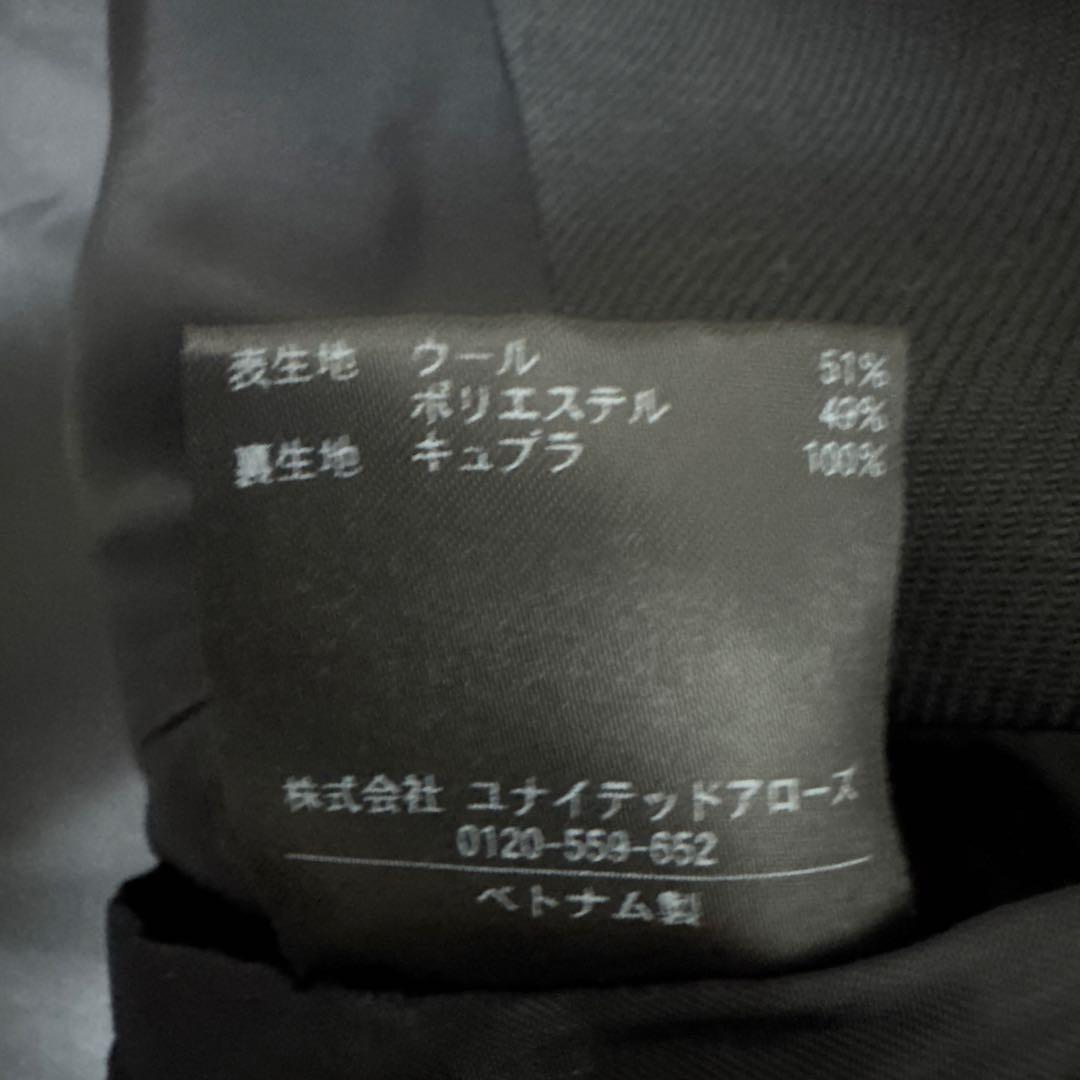 表生地 ウール 51%
ポリエステル 49%
裏生地 キュプラ 100%
株式会社 ユナイテッドアローズ
0120-559-652
ベトナム製